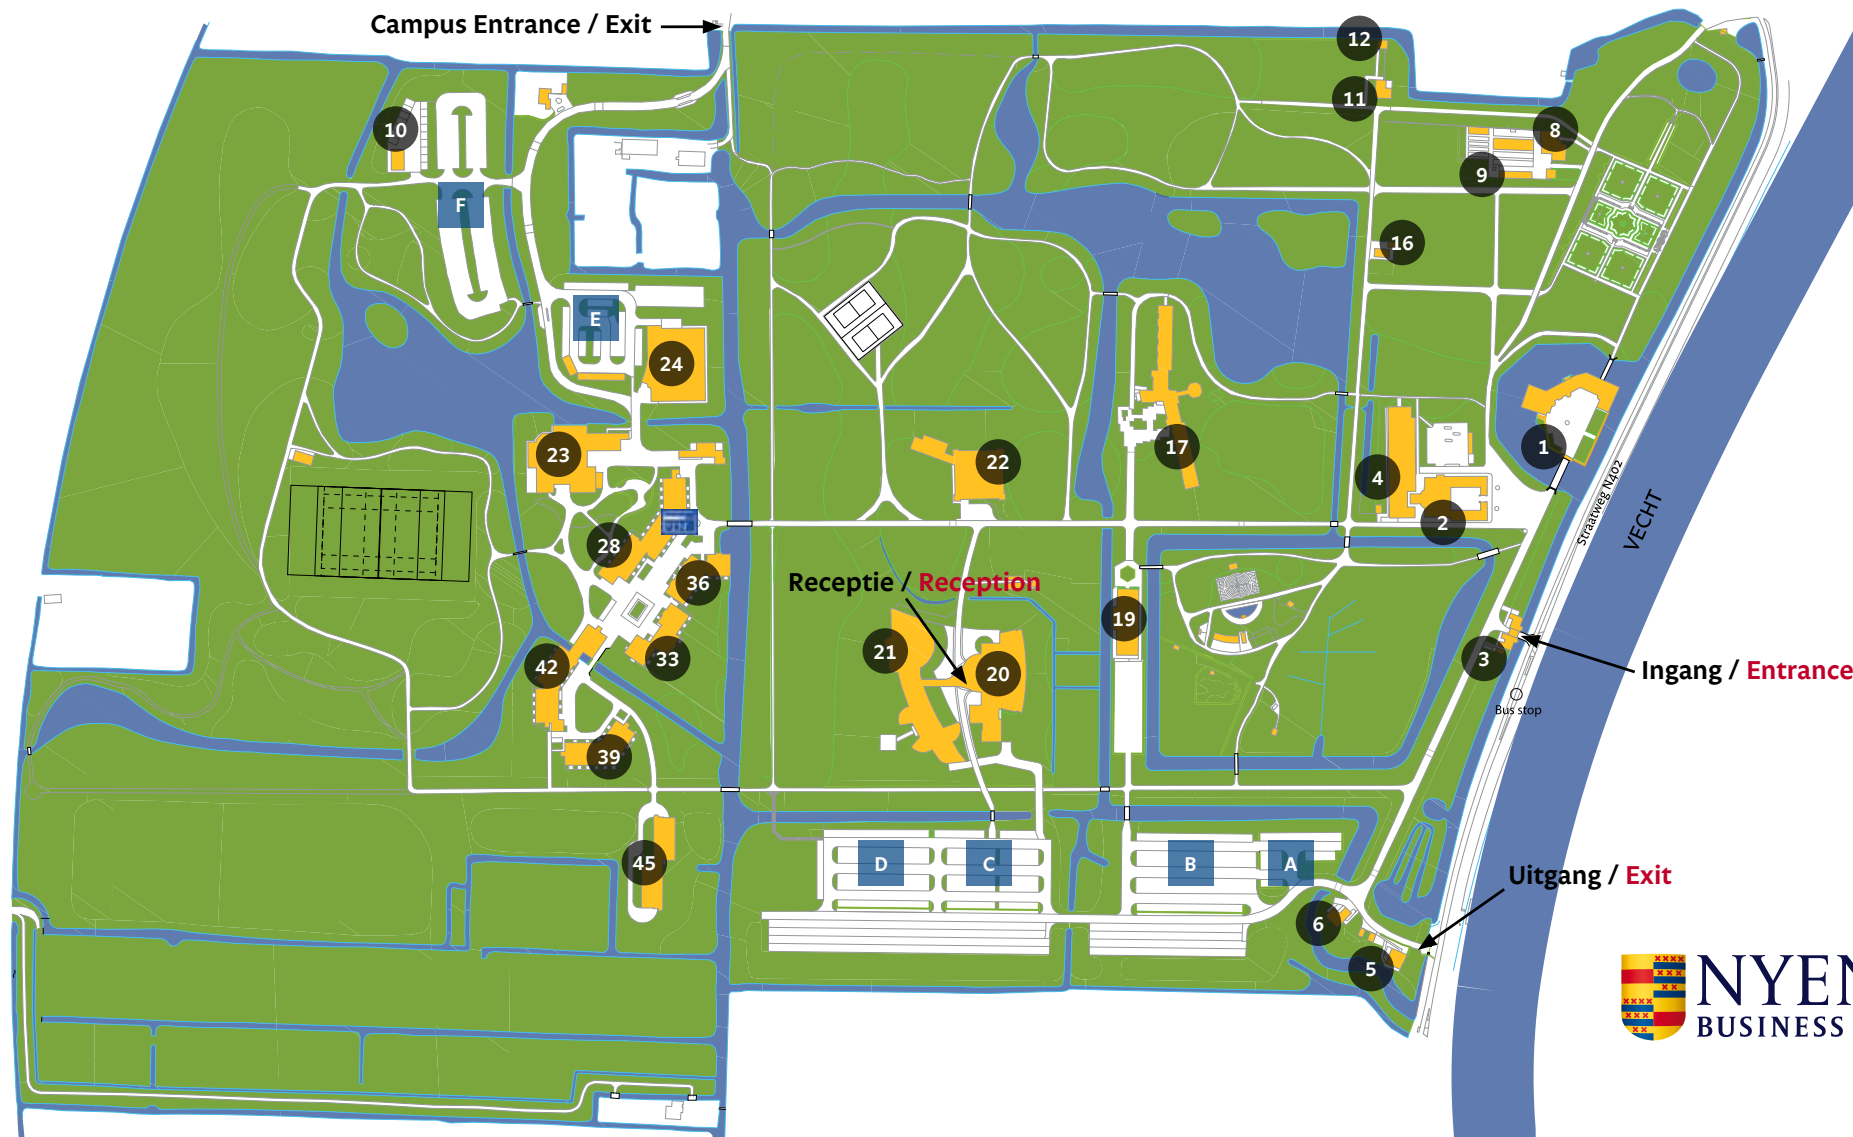 Campus Entrance / Exit
12
11
10
8
9
F
16
E
24
1
23
22
17
4
2
28
36
Straatweg N402
VECHT
Receptie / Reception
19
21
20
33
42
3
Ingang / Entrance
Bus stop
39
45
D
C
B
A
Uitgang / Exit
6
5
NYEN
BUSINESS